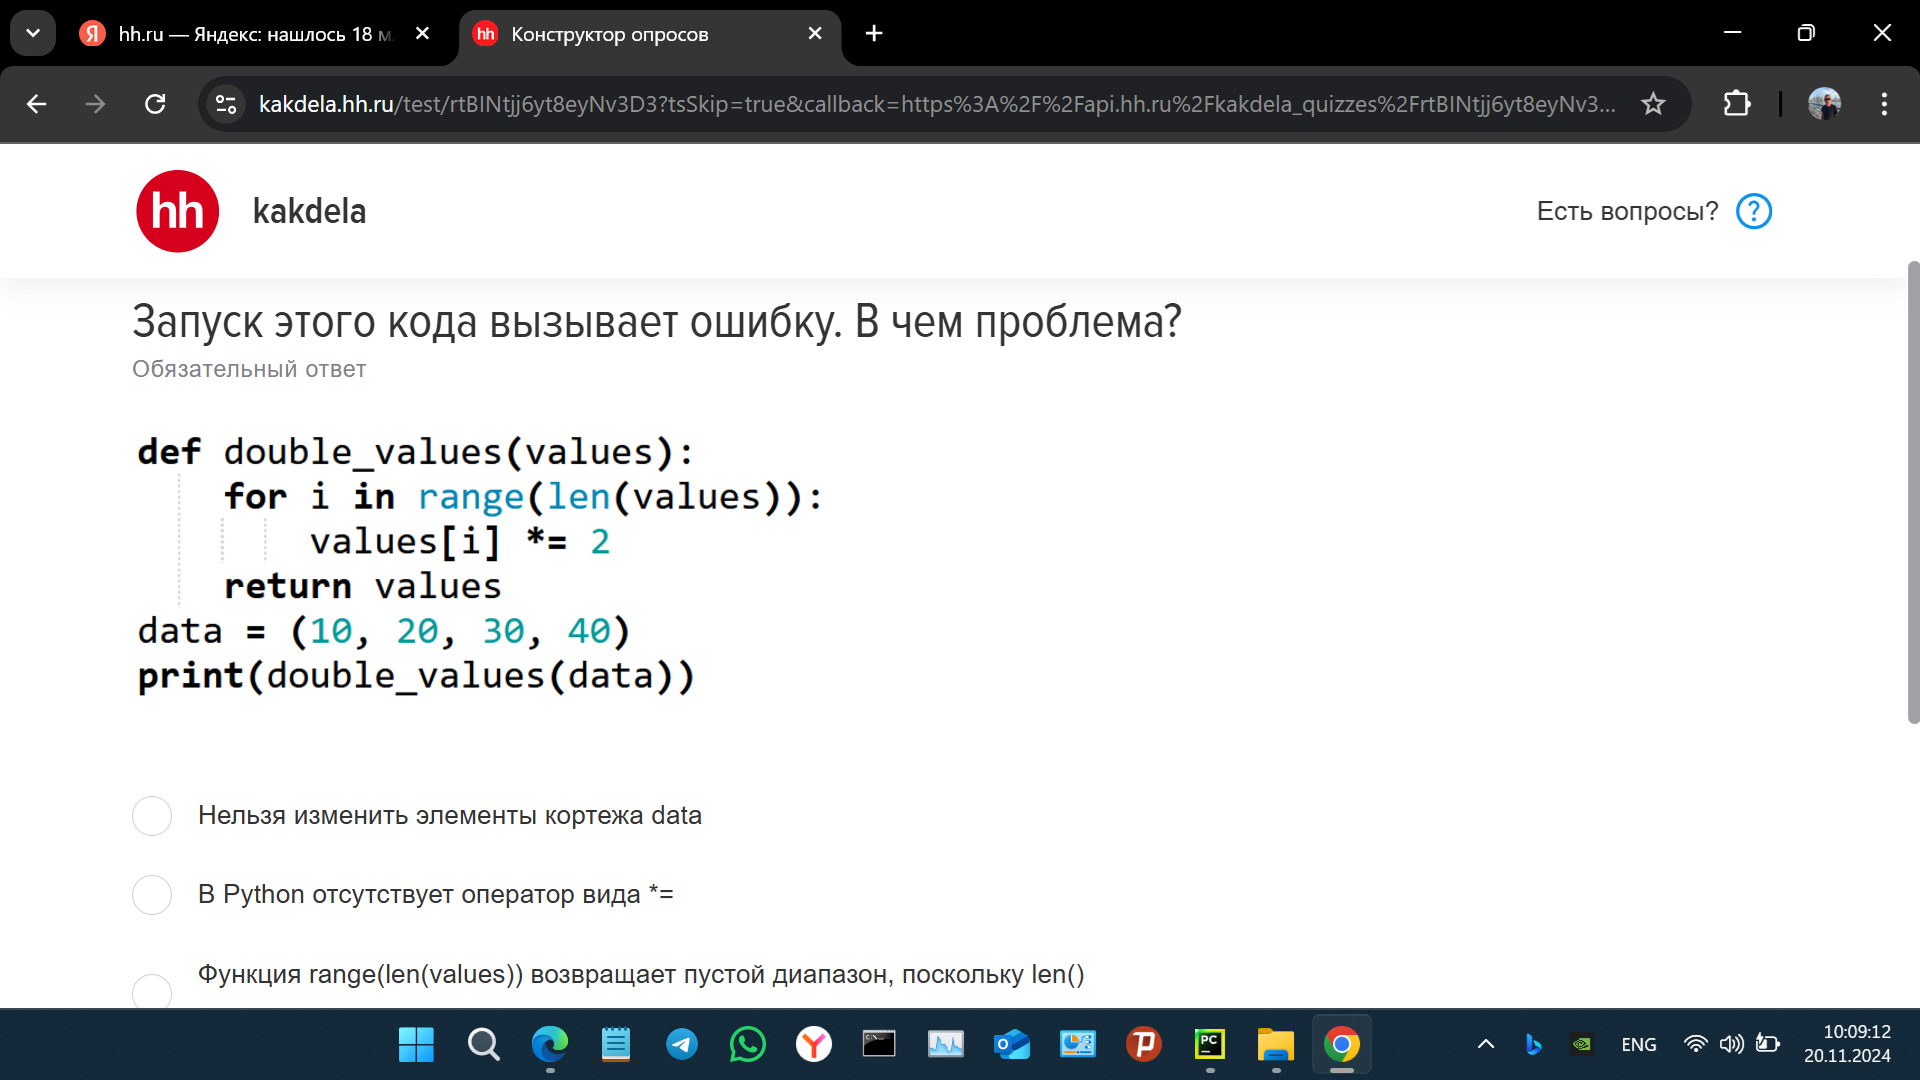 hh.ru — Яндекс: нашлось 18 м
hh
Конструктор опросов
kakdela.hh.ru/test/rtBINtjj6yt8eyNv3D3?tsSkip=true&callback=https%3A%2F%2Fapi.hh.ru%2Fkakdela_quizzes%2FrtBINtjj6yt8eyNv3...
hh
kakdela
Есть вопросы?
?
Запуск этого кода вызывает ошибку. В чем проблема?
Обязательный ответ
def double_values(values):
    for i in range(len(values)):
        values[i] *= 2
    return values
data = (10, 20, 30, 40)
print(double_values(data))
Нельзя изменить элементы кортежа data
В Python отсутствует оператор вида *=
Функция range(len(values)) возвращает пустой диапазон, поскольку len()
PC
ENG
10:09:12
20.11.2024